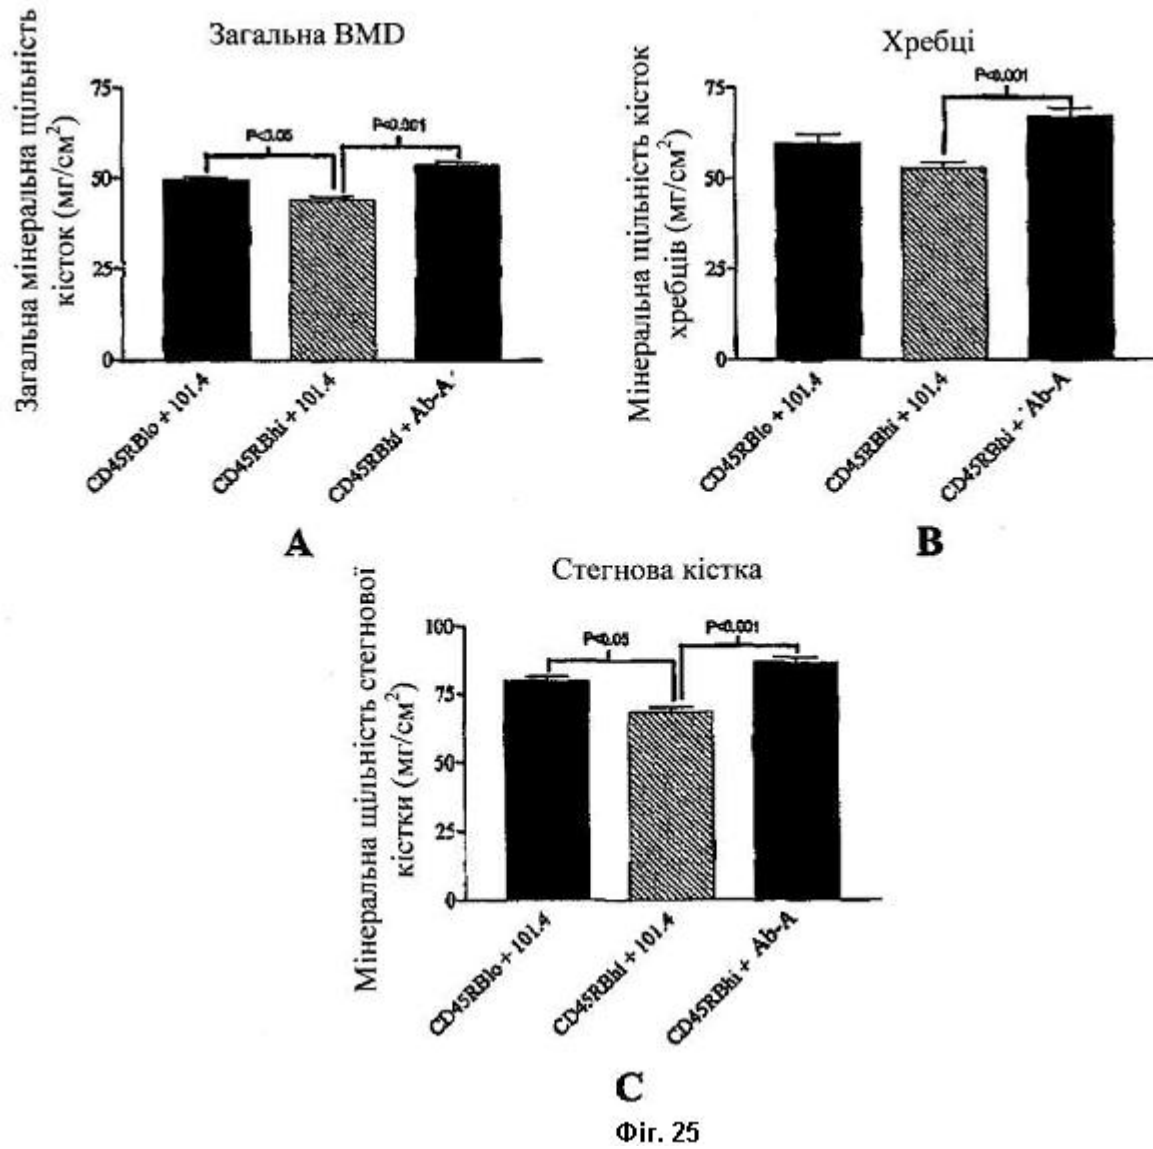 Загальна BMD
Загальна мінеральна щільність
кісток (мг/см²)
75
50
25
0
P<0.05
P<0.001
CD45RBlo + 101.4
CD45RBhi + 101.4
CD45RBhi + Ab-A
A
Хребці
Мінеральна щільність кісток
хребців (мг/см²)
75
50
25
0
P<0.001
CD45RBlo + 101.4
CD45RBhi + 101.4
CD45RBhi + Ab-A
B
Стегнова кістка
Мінеральна щільність стегнової
кістки (мг/см²)
100
75
50
25
0
P<0.05
P<0.001
CD45RBlo + 101.4
CD45RBhi + 101.4
CD45RBhi + Ab-A
C
Фіг. 25